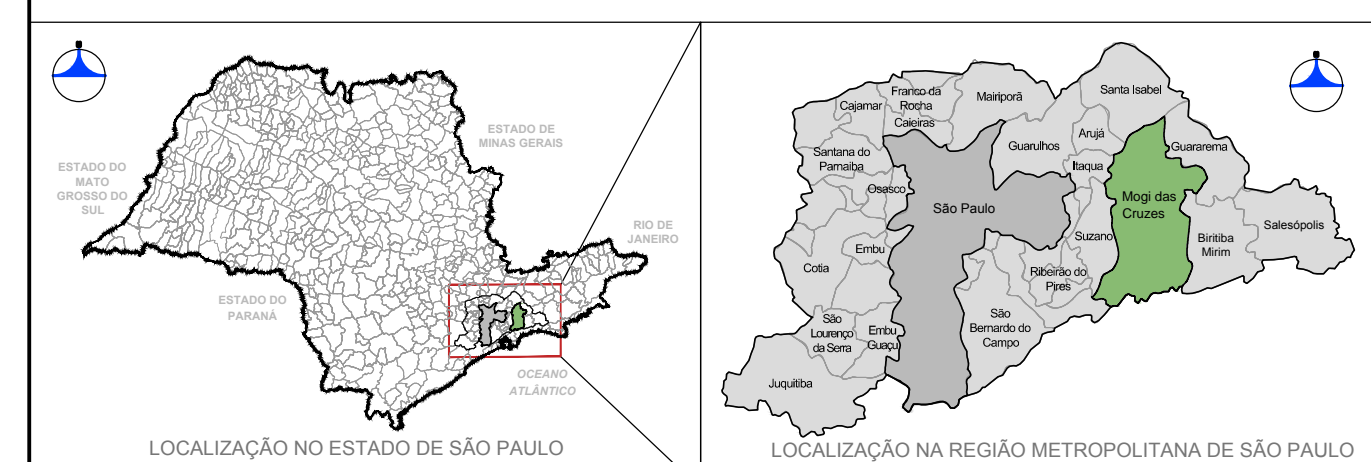 ESTADO DE
MINAS GERAIS
ESTADO DO
MATO
GROSSO DO
SUL
RIO DE
JANEIRO
ESTADO DO
PARANÁ
OCEANO
ATLÂNTICO
LOCALIZAÇÃO NO ESTADO DE SÃO PAULO
Franco da
Rocha
Cajamar
Caieiras
Mairiporã
Santa Isabel
Arujá
Guarulhos
Guararema
Santana do
Parnaiba
Itaqua
Osasco
São Paulo
Mogi das
Cruzes
Salesópolis
Suzano
Biritiba
Mirim
Embu
Cotia
Ribeirão do
Pires
São
Lourenço
da Serra
Embu
Guaçu
São
Bernardo do
Campo
Juquitiba
LOCALIZAÇÃO NA REGIÃO METROPOLITANA DE SÃO PAULO